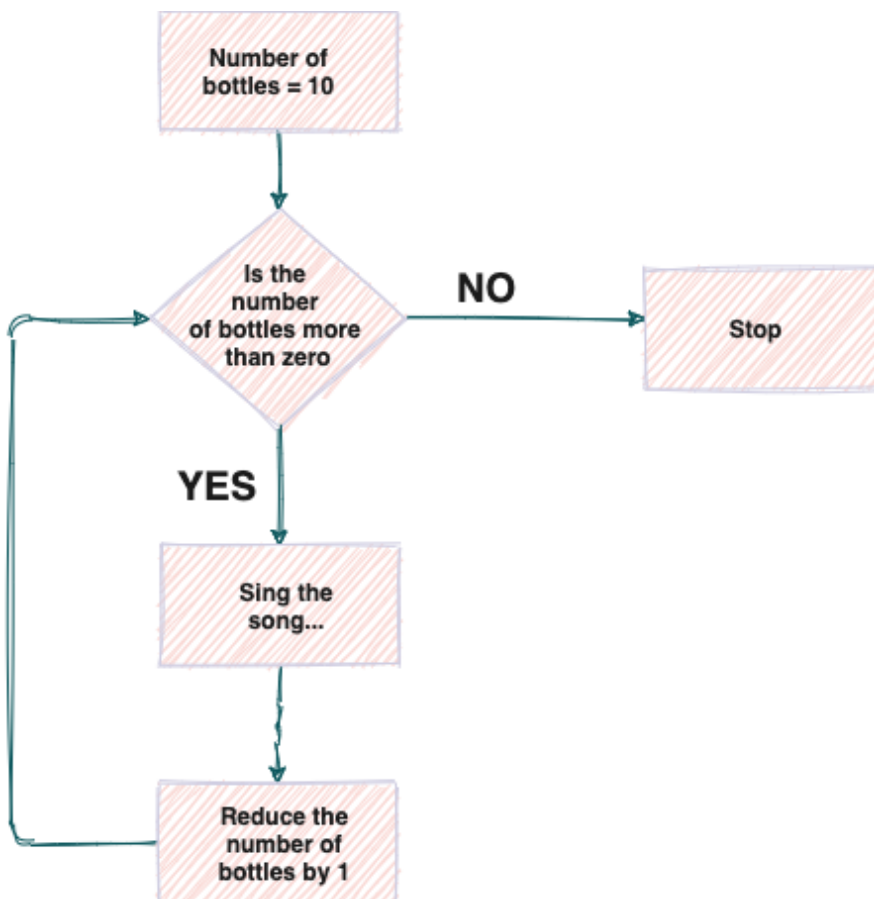 Number of
bottles = 10
Is the
number
of bottles more
than zero
NO
Stop
YES
Sing the
song...
Reduce the
number of
bottles by 1